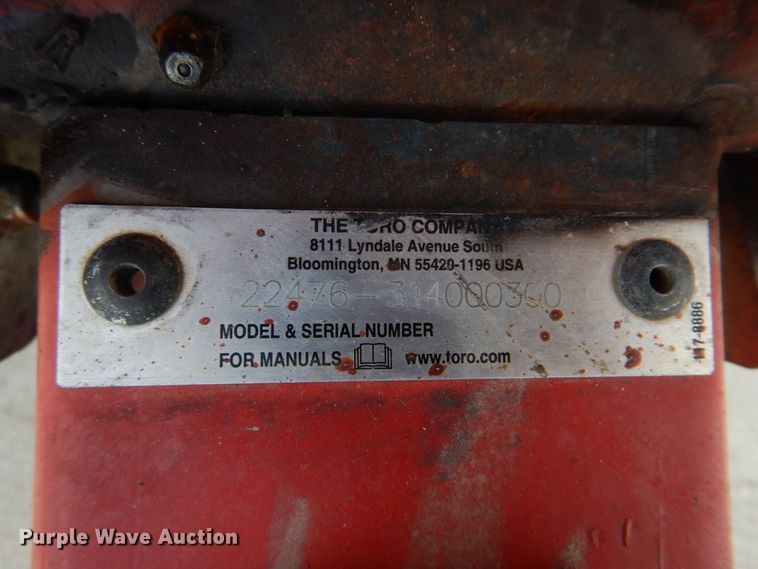 THE TORO COMPANY
8111 Lyndale Avenue South
Bloomington, MN 55420-1196 USA
22476-314000300
MODEL & SERIAL NUMBER
FOR MANUALS www.toro.com
117-8886
Purple Wave Auction